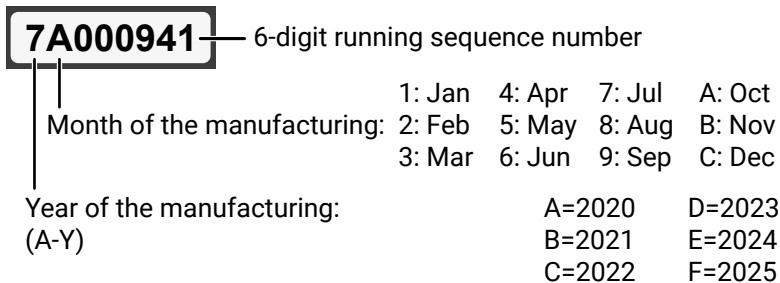 7A000941 6-digit running sequence number
1: Jan 4: Apr 7: Jul A: Oct
Month of the manufacturing: 2: Feb 5: May 8: Aug B: Nov
3: Mar 6: Jun 9: Sep C: Dec
Year of the manufacturing: A=2020 D=2023
(A-Y) B=2021 E=2024
C=2022 F=2025